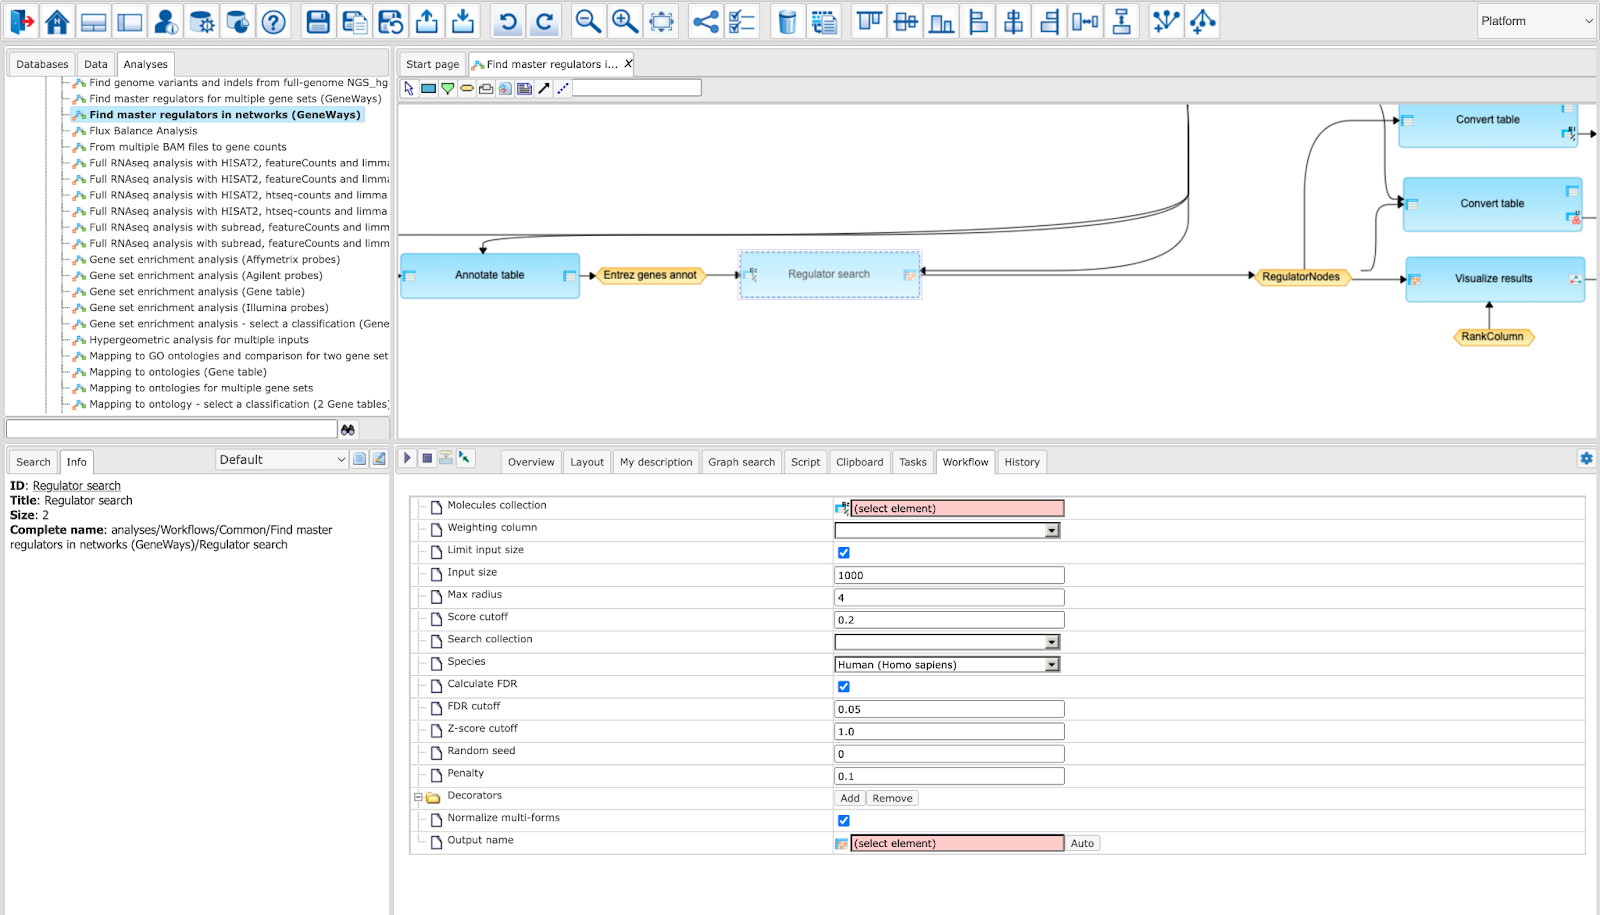 Platform
Databases
Data
Analyses
Find genome variants and indels from full-genome NGS_hg
Find master regulators for multiple gene sets (GeneWays)
Find master regulators in networks (GeneWays)
Flux Balance Analysis
From multiple BAM files to gene counts
Full RNAseq analysis with HISAT2, featureCounts and limma
Full RNAseq analysis with HISAT2, featureCounts and limma
Full RNAseq analysis with HISAT2, htseq-counts and limma
Full RNAseq analysis with HISAT2, htseq-counts and limma
Full RNAseq analysis with subread, featureCounts and limm
Full RNAseq analysis with subread, featureCounts and limm
Gene set enrichment analysis (Affymetrix probes)
Gene set enrichment analysis (Agilent probes)
Gene set enrichment analysis (Gene table)
Gene set enrichment analysis (Illumina probes)
Gene set enrichment analysis - select a classification (Gene
Hypergeometric analysis for multiple inputs
Mapping to GO ontologies and comparison for two gene set
Mapping to ontologies (Gene table)
Mapping to ontologies for multiple gene sets
Mapping to ontology - select a classification (2 Gene tables)
Start page
Find master regulators i... X
Convert table
Convert table
Annotate table
Entrez genes annot
Regulator search
RegulatorNodes
Visualize results
RankColumn
Search
Info
Default
ID: Regulator search
Title: Regulator search
Size: 2
Complete name: analyses/Workflows/Common/Find master
regulators in networks (GeneWays)/Regulator search
Overview
Layout
My description
Graph search
Script
Clipboard
Tasks
Workflow
History
Molecules collection
(select element)
Weighting column
Limit input size
Input size
1000
Max radius
4
Score cutoff
0.2
Search collection
Species
Human (Homo sapiens)
Calculate FDR
FDR cutoff
0.05
Z-score cutoff
1.0
Random seed
0
Penalty
0.1
Decorators
Add
Remove
Normalize multi-forms
Output name
(select element)
Auto